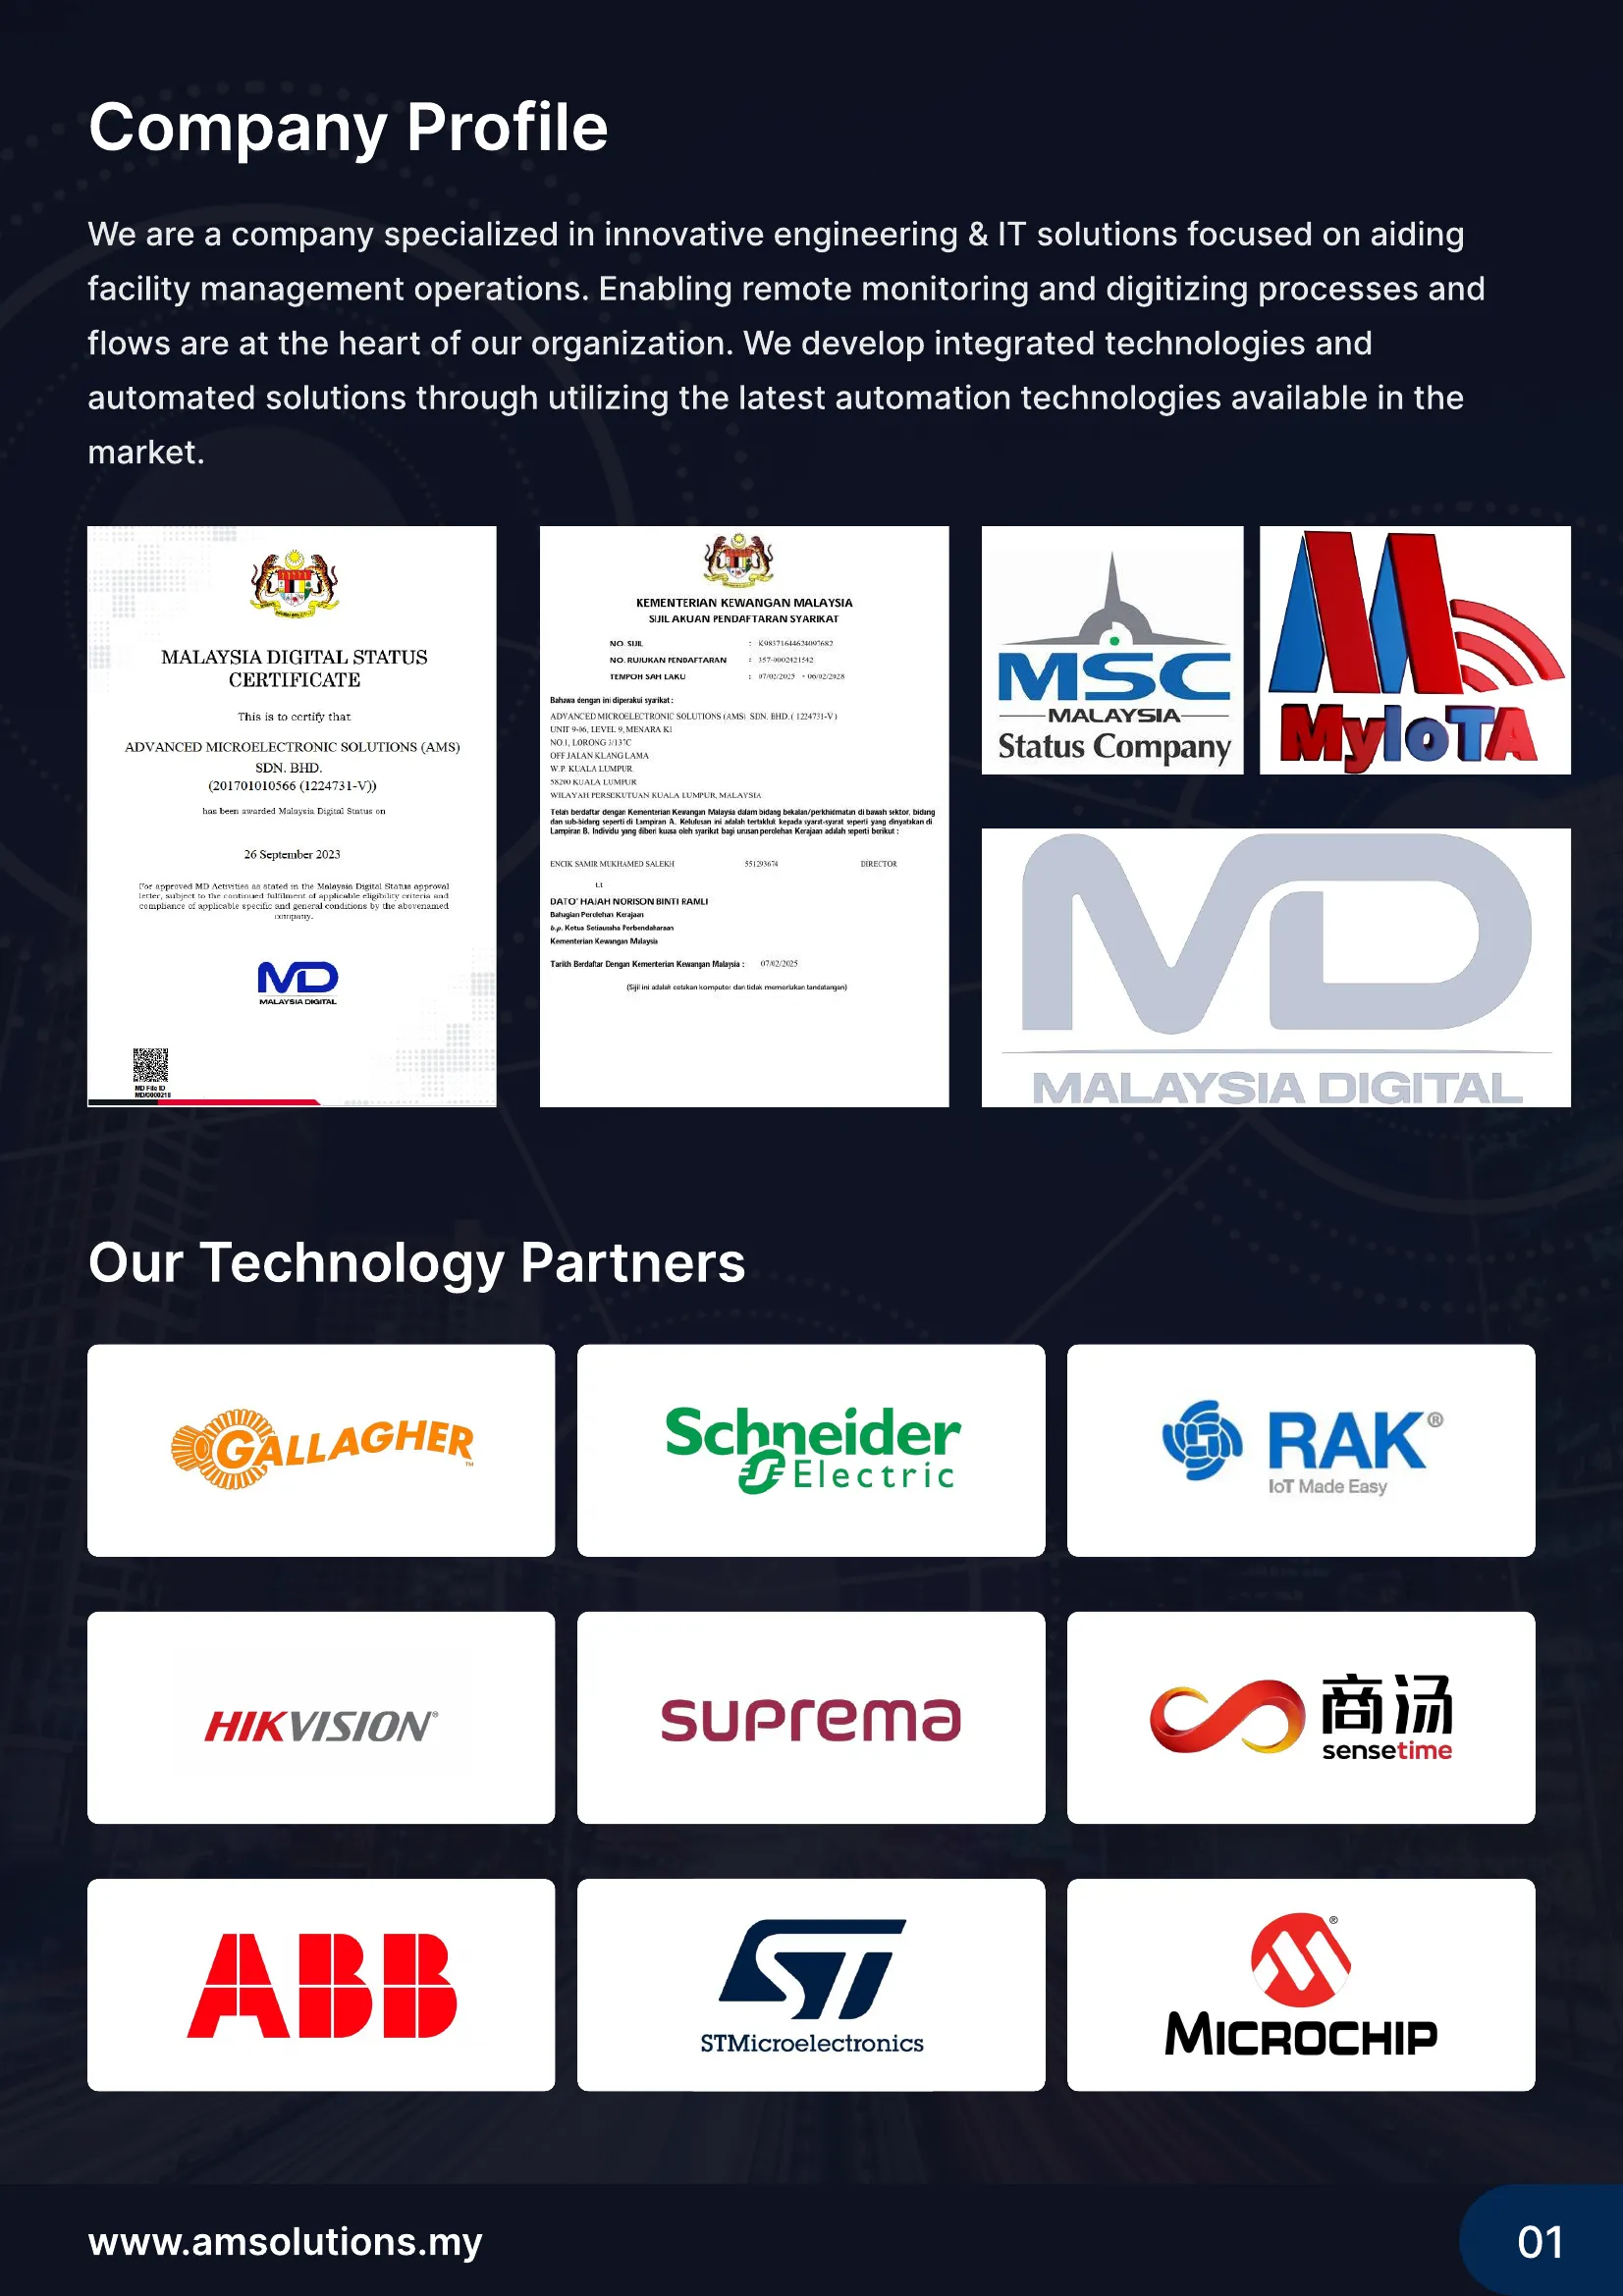 Company Profile
We are a company specialized in innovative engineering & IT solutions focused on aiding
facility management operations. Enabling remote monitoring and digitizing processes and
flows are at the heart of our organization. We develop integrated technologies and
automated solutions through utilizing the latest automation technologies available in the
market.
MALAYSIA DIGITAL STATUS
CERTIFICATE
This is to certify that
ADVANCED MICROELECTRONIC SOLUTIONS (AMS)
SDN. BHD.
(201701010566 (1224731-V))
has been awarded Malaysia Digital Status on
26 September 2023
For approved MD Activities as stated in the Malaysia Digital Status approval
letter, subject to the continued fulfilment of applicable eligibility criteria and
compliance of applicable specific and general conditions by the abovenamed
company.
MD
MALAYSIA DIGITAL
MD File ID
MD/0000218
KEMENTERIAN KEWANGAN MALAYSIA
SIJIL AKUAN PENDAFTARAN SYARIKAT
NO. SIJIL : K98371644624097682
NO. RUJUKAN PENDAFTARAN : 357-0002421542
TEMPOH SAH LAKU : 07/02/2025 - 06/02/2028
Bahawa dengan ini diperakui syarikat :
ADVANCED MICROELECTRONIC SOLUTIONS (AMS) SDN. BHD. ( 1224731-V )
UNIT 9-06, LEVEL 9, MENARA K1
NO.1, LORONG 3/137C
OFF JALAN KLANG LAMA
W.P. KUALA LUMPUR
58200 KUALA LUMPUR
WILAYAH PERSEKUTUAN KUALA LUMPUR, MALAYSIA
Telah berdaftar dengan Kementerian Kewangan Malaysia dalam bidang bekalan/perkhidmatan di bawah sektor, bidang
dan sub-bidang seperti di Lampiran A. Kelulusan ini adalah tertakluk kepada syarat-syarat seperti yang dinyatakan di
Lampiran B. Individu yang diberi kuasa oleh syarikat bagi urusan perolehan Kerajaan adalah seperti berikut :
ENCIK SAMIR MUKHAMED SALEKH 551293674 DIRECTOR
t.t
DATO' HAJAH NORISON BINTI RAMLI
Bahagian Perolehan Kerajaan
b.p. Ketua Setiausaha Perbendaharaan
Kementerian Kewangan Malaysia
Tarikh Berdaftar Dengan Kementerian Kewangan Malaysia : 07/02/2025
(Sijil ini adalah cetakan komputer dan tidak memerlukan tandatangan)
MSC
MALAYSIA
Status Company
MyIoTA
MD
MALAYSIA DIGITAL
Our Technology Partners
GALLAGHER™
Schneider
Electric
RAK®
IoT Made Easy
HIKVISION®
suprema
商汤
sensetime
ABB
ST
STMicroelectronics
®
MICROCHIP
www.amsolutions.my
01